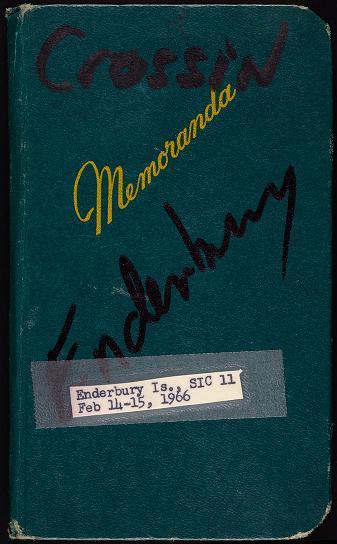 Crossin
Memoranda
Enderbury
Enderbury Is., SIC 11
Feb 14-15, 1966